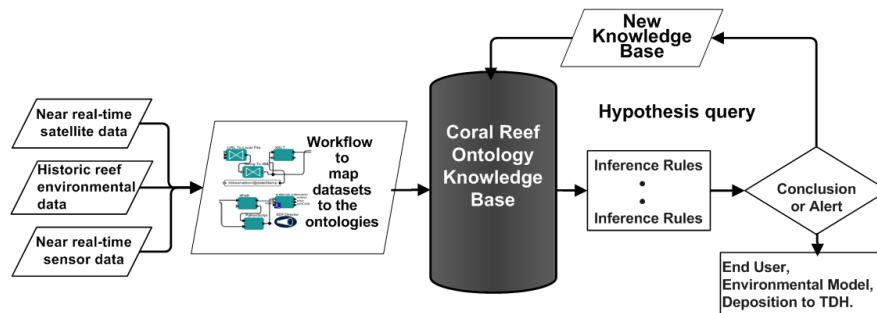 New
Knowledge
Base
Near real-time
satellite data
Historic reef
environmental
data
Near real-time
sensor data
Workflow
to
map
datasets
to the
ontologies
Coral Reef
Ontology
Knowledge
Base
Hypothesis query
Inference Rules
Inference Rules
Conclusion
or Alert
End User,
Environmental Model,
Deposition to TDH.